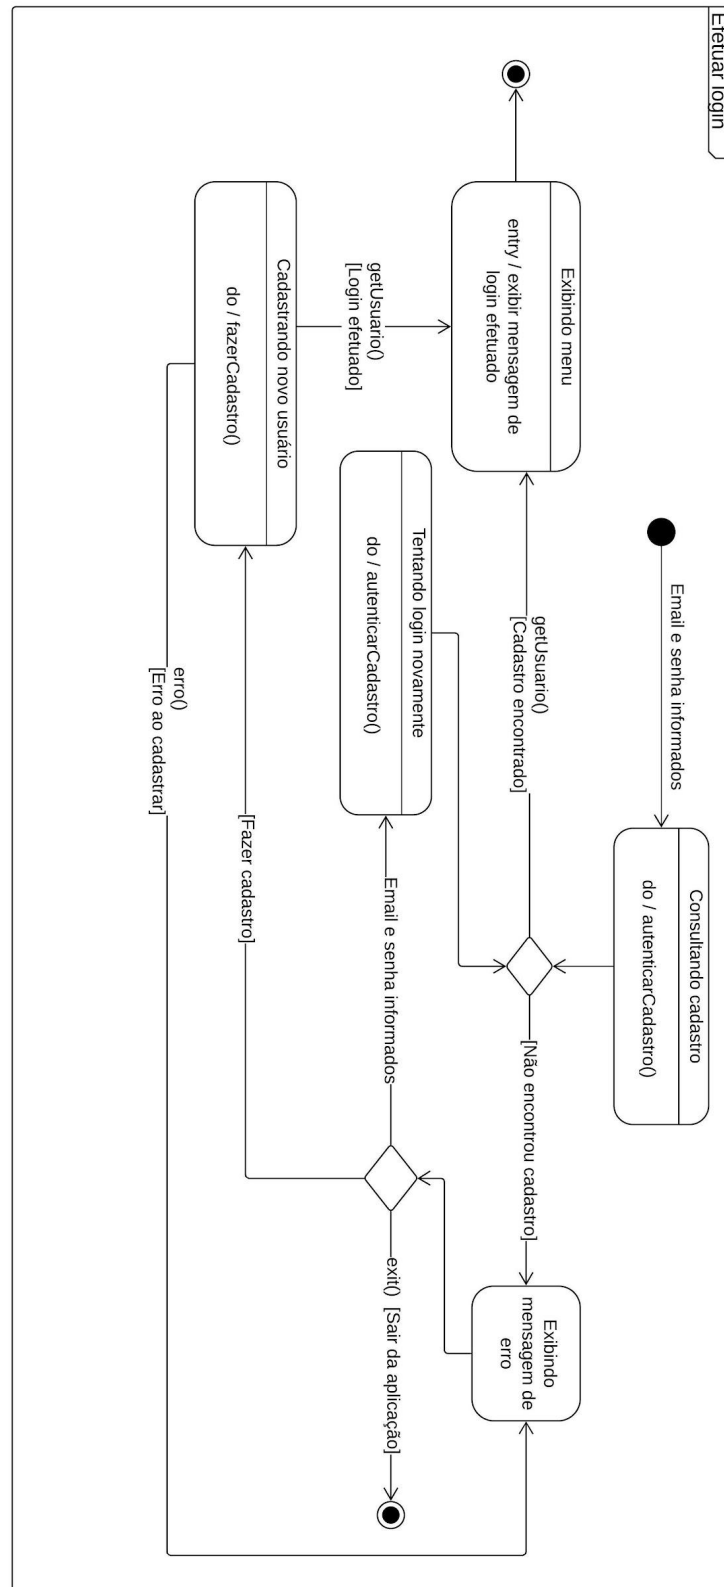 Efetuar login
Email e senha informados
Consultando cadastro
do / autenticarCadastro()
Exibindo menu
entry / exibir mensagem de
login efetuado
getUsuario()
[Cadastro encontrado]
[Não encontrou cadastro]
Exibindo
mensagem de
erro
Tentando login novamente
do / autenticarCadastro()
Email e senha informados
exit()  [Sair da aplicação]
getUsuario()
[Login efetuado]
Cadastrando novo usuário
do / fazerCadastro()
[Fazer cadastro]
erro()
[Erro ao cadastrar]